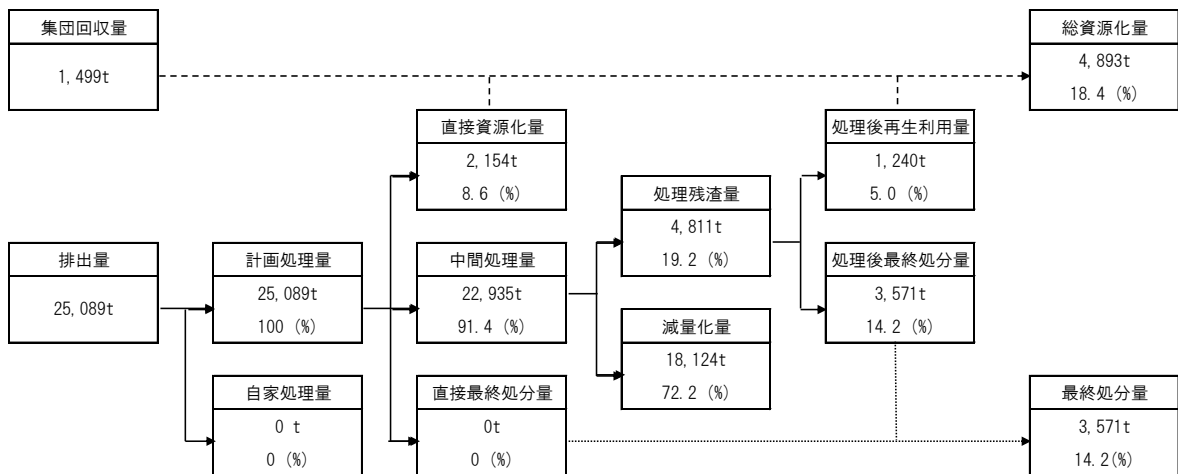 集団回収量
1,499t
総資源化量
4,893t
18.4 (%)
直接資源化量
2,154t
8.6 (%)
処理後再生利用量
1,240t
5.0 (%)
処理残渣量
4,811t
19.2 (%)
排出量
25,089t
計画処理量
25,089t
100 (%)
中間処理量
22,935t
91.4 (%)
処理後最終処分量
3,571t
14.2 (%)
減量化量
18,124t
72.2 (%)
自家処理量
0 t
0 (%)
直接最終処分量
0t
0 (%)
最終処分量
3,571t
14.2(%)